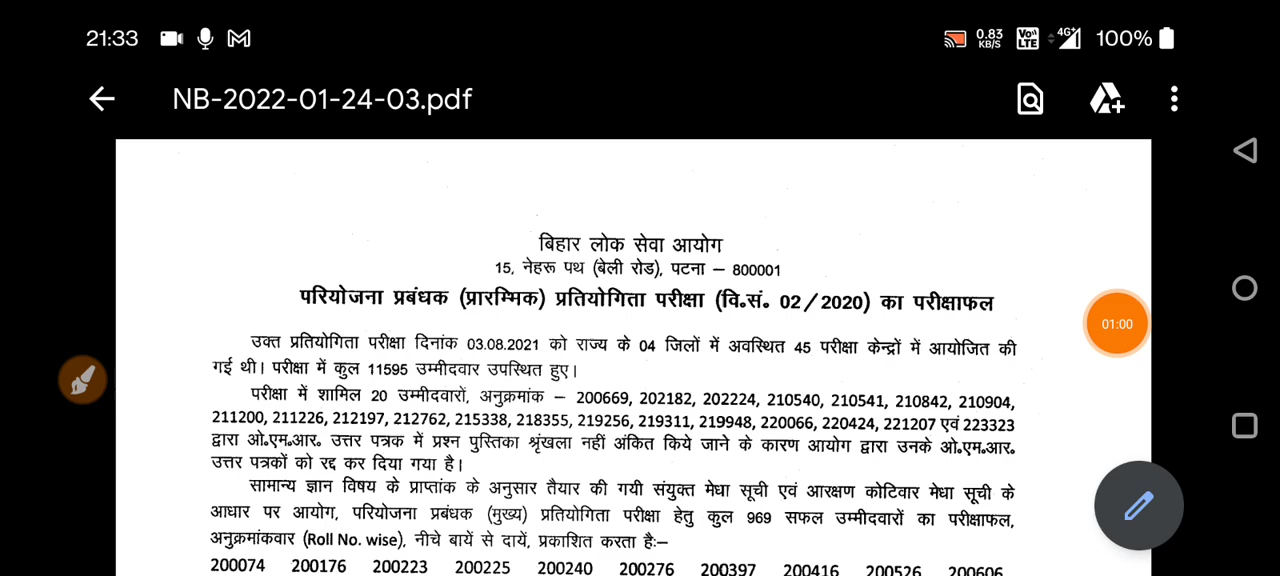 21:33
0.83 KB/S
Vo LTE
4G+
100%
NB-2022-01-24-03.pdf
बिहार लोक सेवा आयोग
15, नेहरू पथ (बेली रोड), पटना – 800001
परियोजना प्रबंधक (प्रारम्भिक) प्रतियोगिता परीक्षा (वि॰सं॰ 02/2020) का परीक्षाफल
उक्त प्रतियोगिता परीक्षा दिनांक 03.08.2021 को राज्य के 04 जिलों में अवस्थित 45 परीक्षा केन्द्रों में आयोजित की
गई थी। परीक्षा में कुल 11595 उम्मीदवार उपस्थित हुए।
परीक्षा में शामिल 20 उम्मीदवारों, अनुक्रमांक – 200669, 202182, 202224, 210540, 210541, 210842, 210904,
211200, 211226, 212197, 212762, 215338, 218355, 219256, 219311, 219948, 220066, 220424, 221207 एवं 223323
द्वारा ओ॰एम॰आर॰ उत्तर पत्रक में प्रश्न पुस्तिका श्रृंखला नहीं अंकित किये जाने के कारण आयोग द्वारा उनके ओ॰एम॰आर॰
उत्तर पत्रकों को रद्द कर दिया गया है।
सामान्य ज्ञान विषय के प्राप्तांक के अनुसार तैयार की गयी संयुक्त मेधा सूची एवं आरक्षण कोटिवार मेधा सूची के
आधार पर आयोग, परियोजना प्रबंधक (मुख्य) प्रतियोगिता परीक्षा हेतु कुल 969 सफल उम्मीदवारों का परीक्षाफल,
अनुक्रमांकवार (Roll No. wise), नीचे बायें से दायें, प्रकाशित करता है:–
200074 200176 200223 200225 200240 200276 200397 200416 200526 200606
01:00